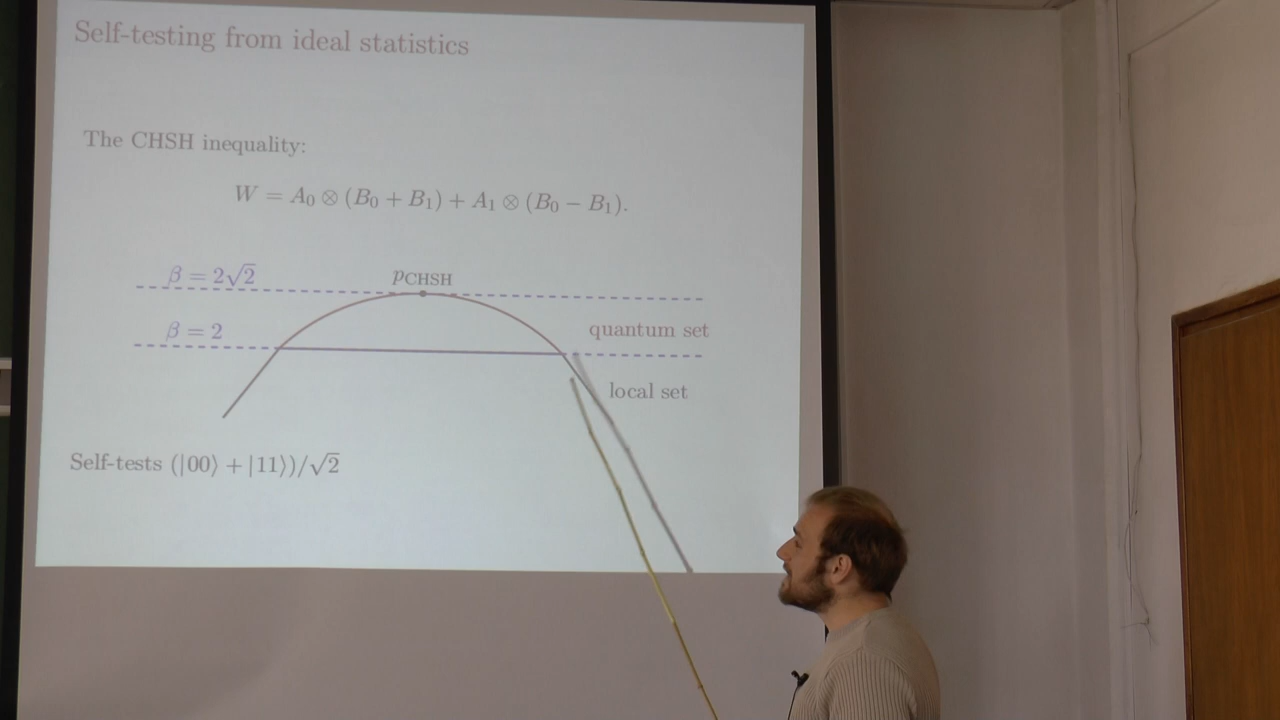 Self-testing from ideal statistics
The CHSH inequality:
W = A₀ ⊗ (B₀ + B₁) + A₁ ⊗ (B₀ − B₁).
β = 2√2
pCHSH
β = 2
quantum set
local set
Self-tests (|00⟩ + |11⟩)/√2